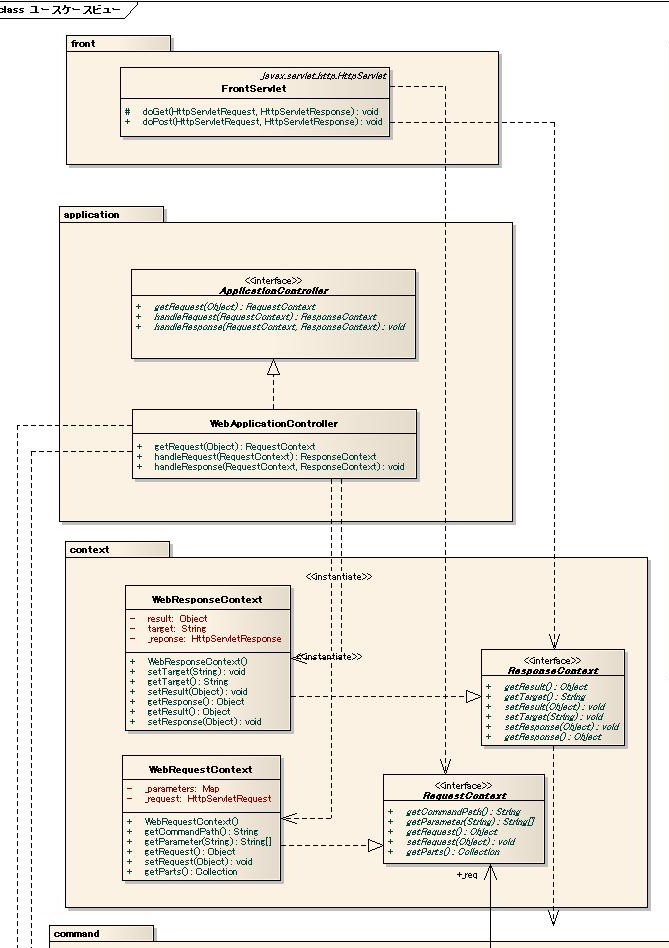 class ユースケースビュー
front
javax.servlet.http.HttpServlet
FrontServlet
# doGet(HttpServletRequest, HttpServletResponse) : void
+ doPost(HttpServletRequest, HttpServletResponse) : void
application
<<interface>>
ApplicationController
+ getRequest(Object) : RequestContext
+ handleRequest(RequestContext) : ResponseContext
+ handleResponse(RequestContext, ResponseContext) : void
WebApplicationController
+ getRequest(Object) : RequestContext
+ handleRequest(RequestContext) : ResponseContext
+ handleResponse(RequestContext, ResponseContext) : void
context
<<instantiate>>
WebResponseContext
- result: Object
- target: String
- _reponse: HttpServletResponse
+ WebResponseContext()
+ setTarget(String) : void
+ getTarget() : String
+ setResult(Object) : void
+ getResponse() : Object
+ getResult() : Object
+ setResponse(Object) : void
<<instantiate>>
<<interface>>
ResponseContext
+ getResult() : Object
+ getTarget() : String
+ setResult(Object) : void
+ setTarget(String) : void
+ setResponse(Object) : void
+ getResponse() : Object
WebRequestContext
- _parameters: Map
- _request: HttpServletRequest
+ WebRequestContext()
+ getCommandPath() : String
+ getParameter(String) : String[]
+ getRequest() : Object
+ setRequest(Object) : void
+ getParts() : Collection
<<interface>>
RequestContext
+ getCommandPath() : String
+ getParameter(String) : String[]
+ getRequest() : Object
+ setRequest(Object) : void
+ getParts() : Collection
+_req
command